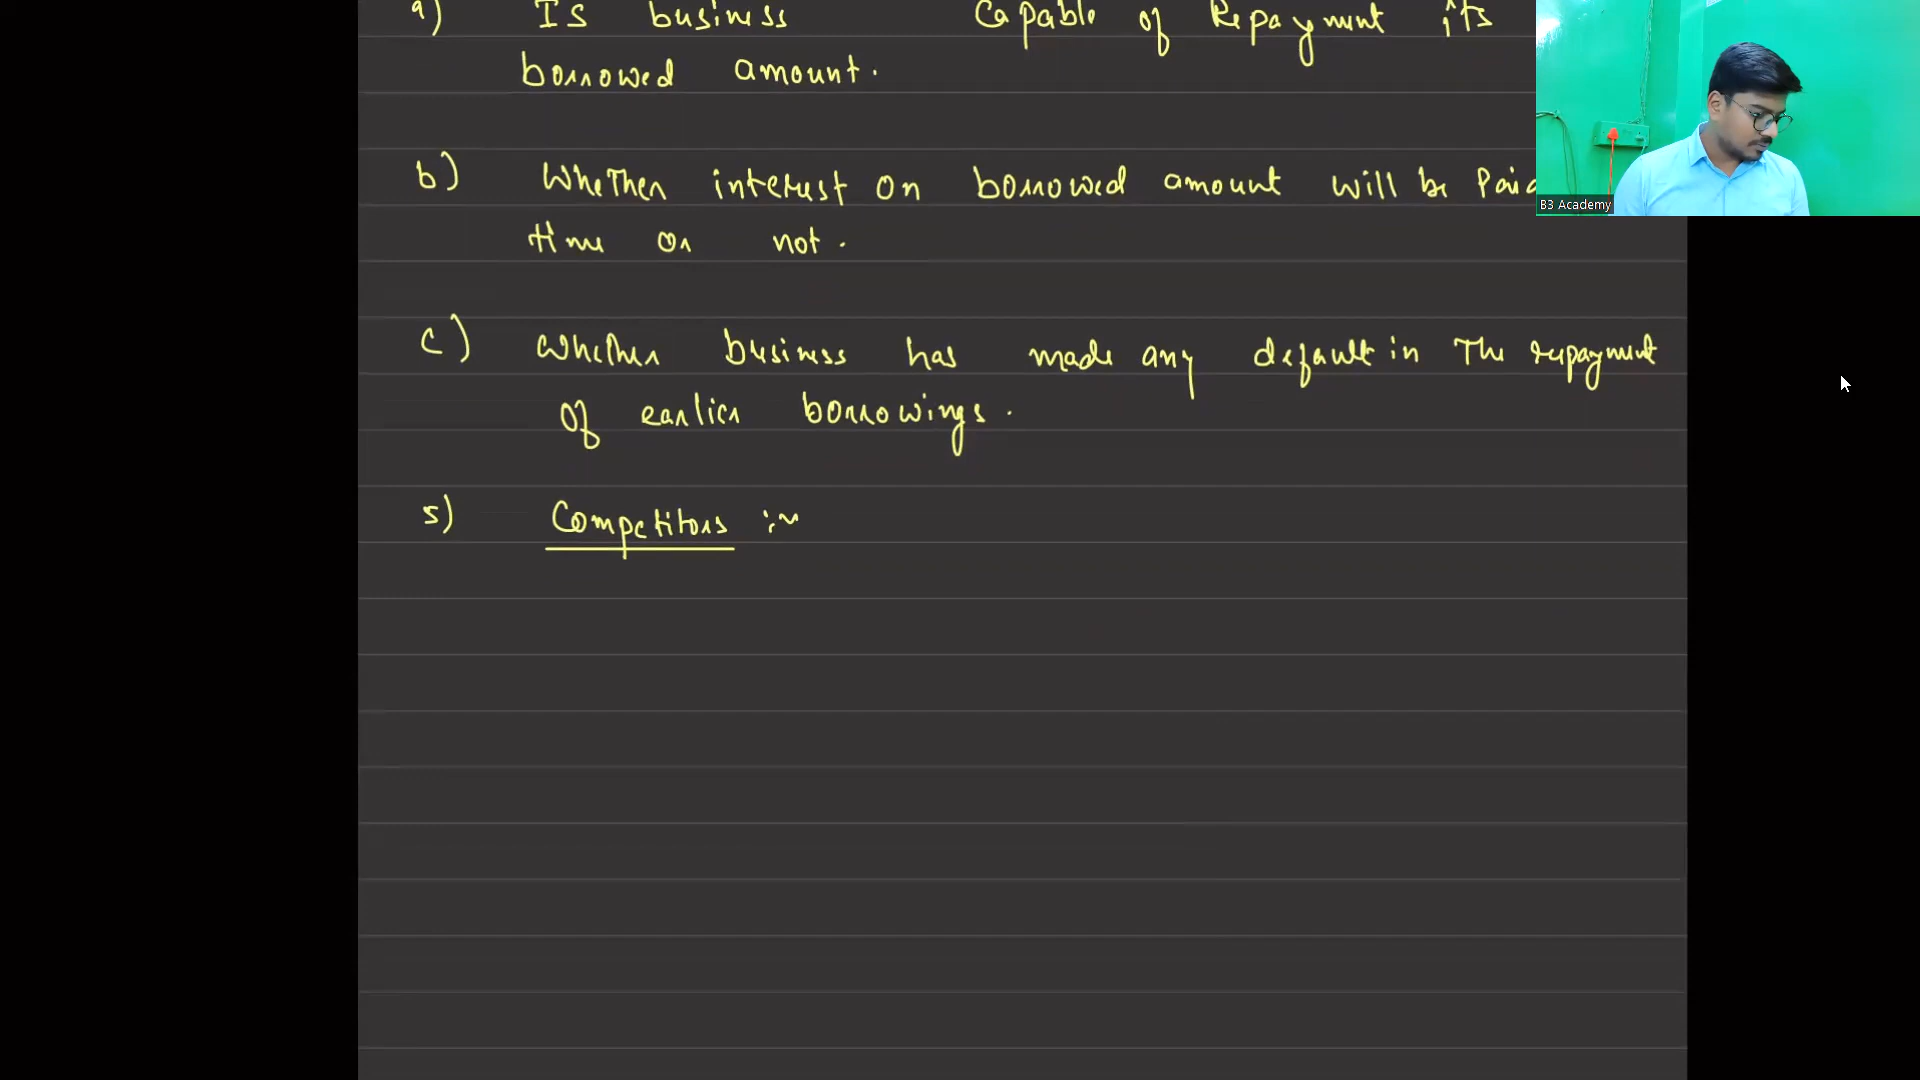 a) Is business Capable of Repayment its
borrowed amount.
b) Whether interest on borrowed amount will be Paid
time or not.
c) Whether business has made any default in The repayment
of earlier borrowings.
5) Competitors :~
B3 Academy